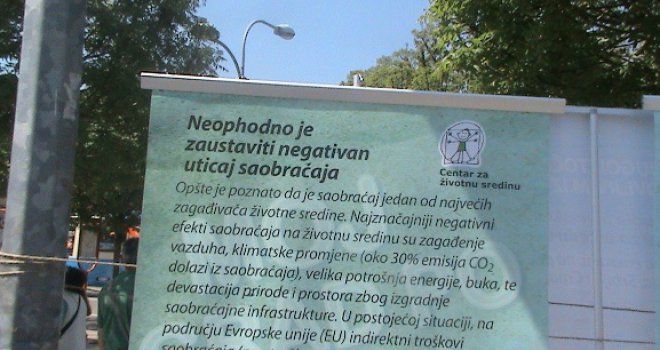 Neophodno je
zaustaviti negativan
uticaj saobraćaja
Centar za
životnu sredinu
Opšte je poznato da je saobraćaj jedan od najvećih
zagađivača životne sredine. Najznačajniji negativni
efekti saobraćaja na životnu sredinu su zagađenje
vazduha, klimatske promjene (oko 30% emisija CO2
dolazi iz saobraćaja), velika potrošnja energije, buka, te
devastacija prirode i prostora zbog izgradnje
saobraćajne infrastrukture. U postojećoj situaciji, na
području Evropske unije (EU) indirektni troškovi